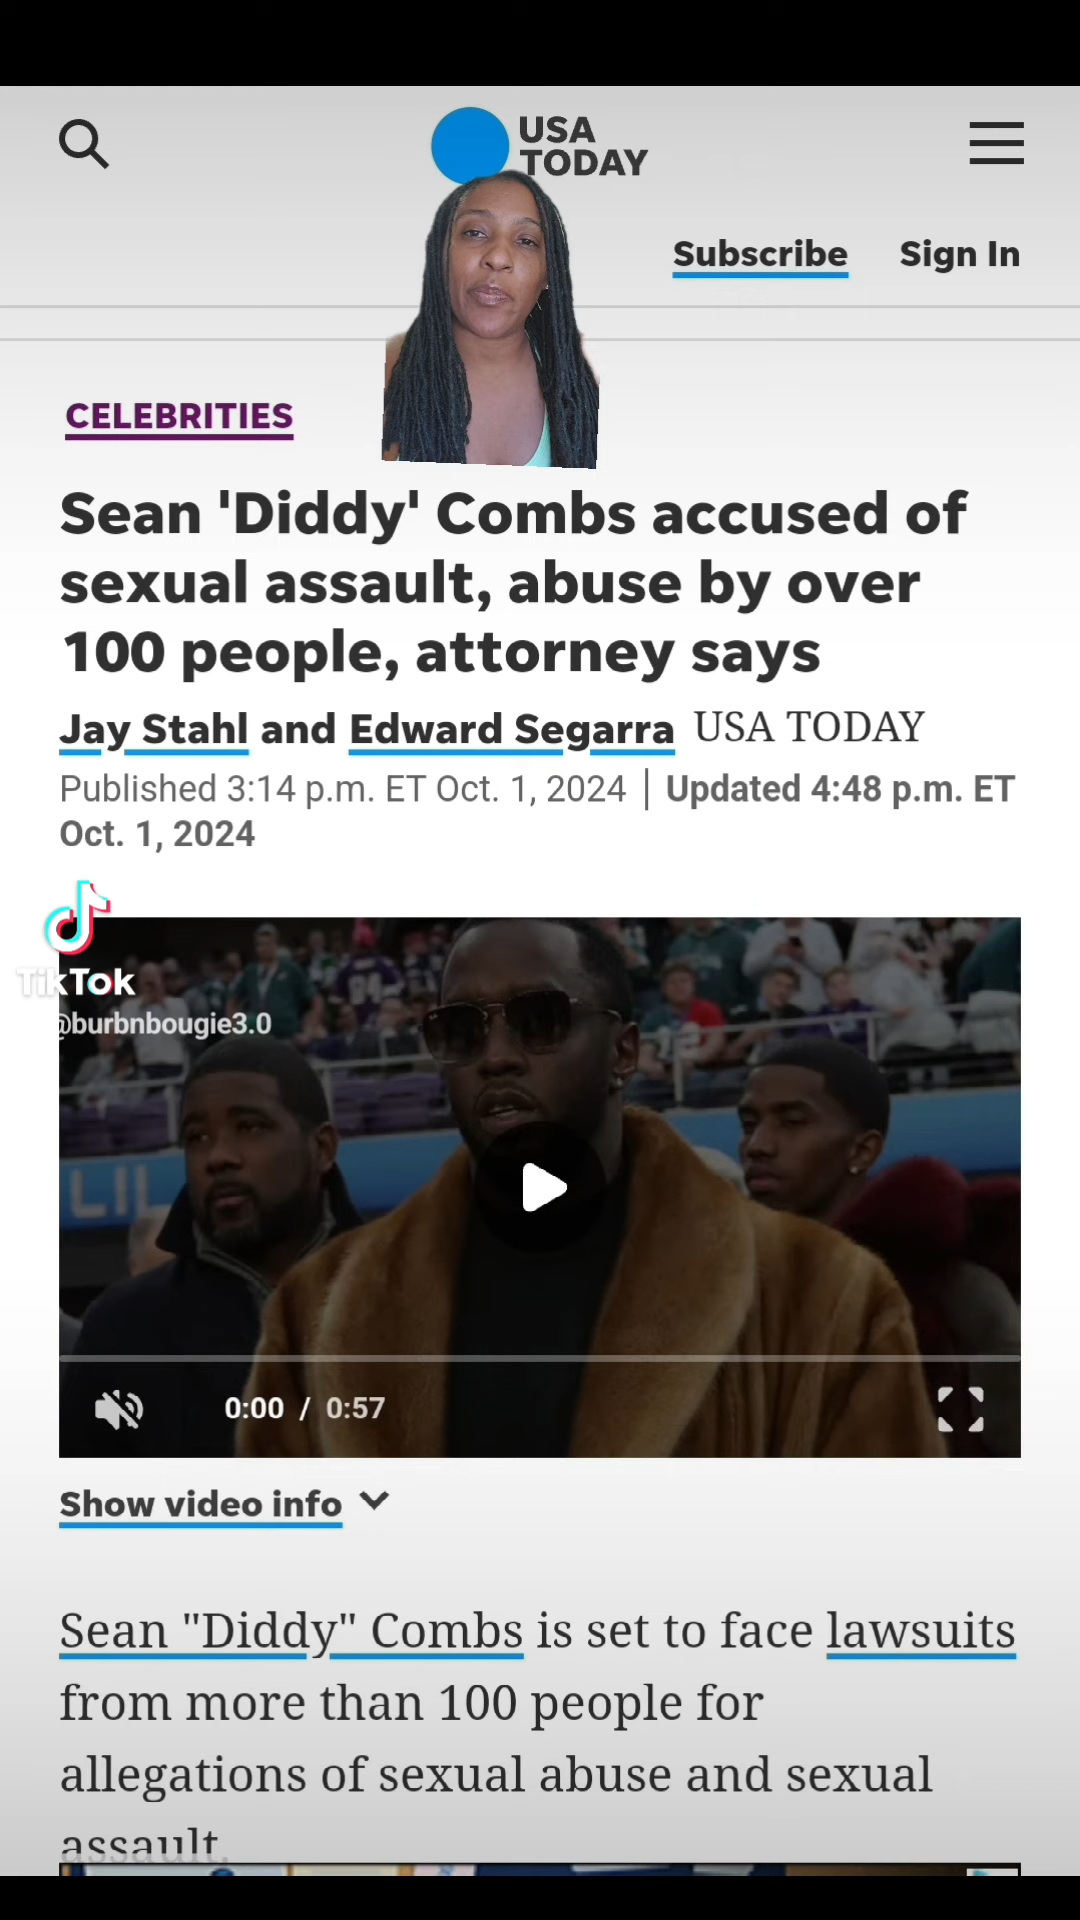 USA
TODAY
Subscribe Sign In
CELEBRITIES
Sean 'Diddy' Combs accused of
sexual assault, abuse by over
100 people, attorney says
Jay Stahl and Edward Segarra USA TODAY
Published 3:14 p.m. ET Oct. 1, 2024 | Updated 4:48 p.m. ET
Oct. 1, 2024
TikTok
@burbnbougie3.0
LIL
0:00 / 0:57
Show video info
Sean "Diddy" Combs is set to face lawsuits
from more than 100 people for
allegations of sexual abuse and sexual
assault.